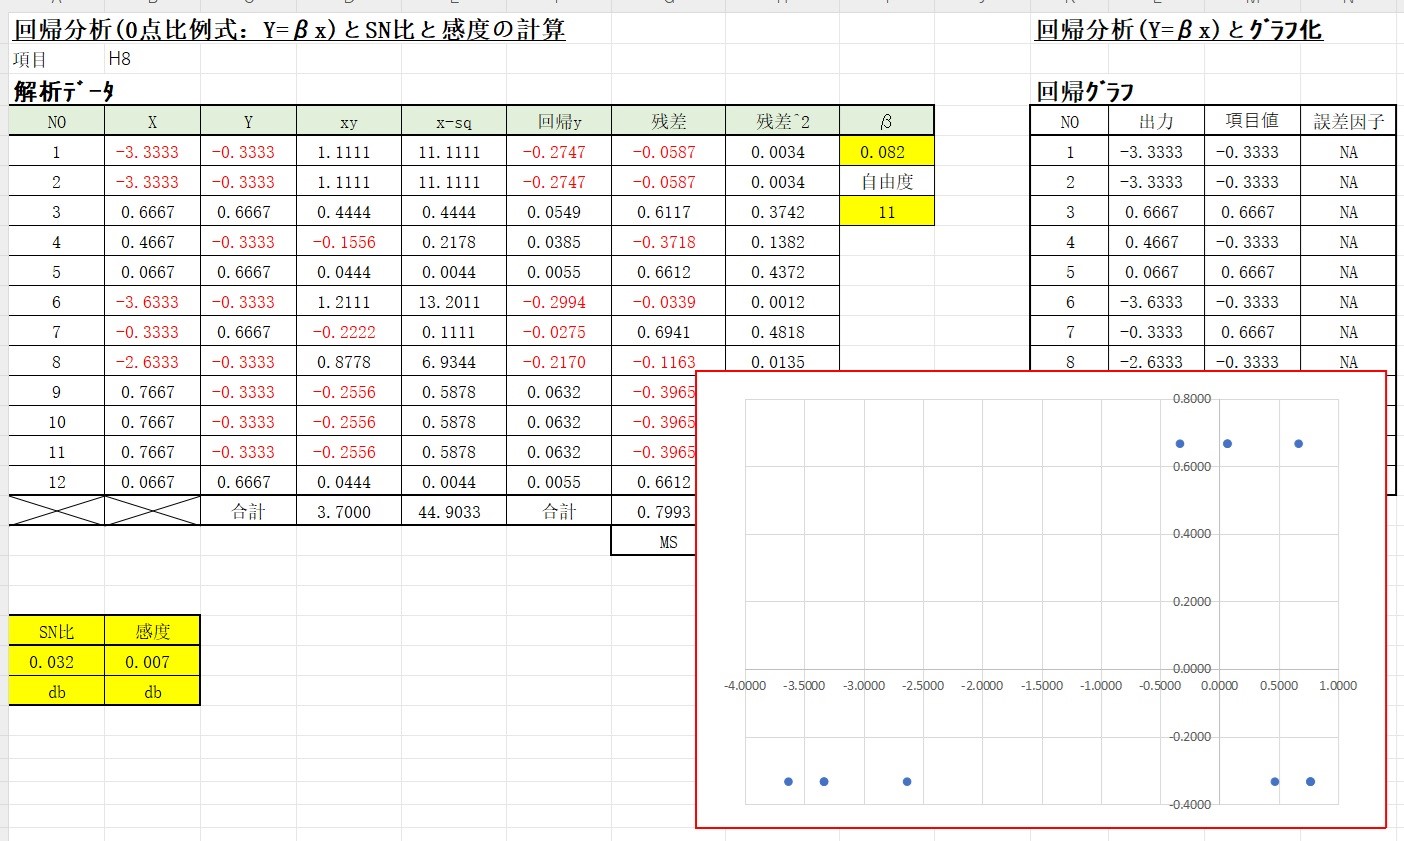 回帰分析(0点比例式：Y=βx)とSN比と感度の計算
項目 H8
解析ﾃﾞｰﾀ
NO X Y xy x-sq 回帰y 残差 残差^2 β
1 -3.3333 -0.3333 1.1111 11.1111 -0.2747 -0.0587 0.0034 0.082
2 -3.3333 -0.3333 1.1111 11.1111 -0.2747 -0.0587 0.0034 自由度
3 0.6667 0.6667 0.4444 0.4444 0.0549 0.6117 0.3742 11
4 0.4667 -0.3333 -0.1556 0.2178 0.0385 -0.3718 0.1382
5 0.0667 0.6667 0.0444 0.0044 0.0055 0.6612 0.4372
6 -3.6333 -0.3333 1.2111 13.2011 -0.2994 -0.0339 0.0012
7 -0.3333 0.6667 -0.2222 0.1111 -0.0275 0.6941 0.4818
8 -2.6333 -0.3333 0.8778 6.9344 -0.2170 -0.1163 0.0135
9 0.7667 -0.3333 -0.2556 0.5878 0.0632 -0.3965
10 0.7667 -0.3333 -0.2556 0.5878 0.0632 -0.3965
11 0.7667 -0.3333 -0.2556 0.5878 0.0632 -0.3965
12 0.0667 0.6667 0.0444 0.0044 0.0055 0.6612
合計 3.7000 44.9033 合計 0.7993
MS
SN比 感度
0.032 0.007
db db
回帰分析(Y=βx)とｸﾞﾗﾌ化
回帰ｸﾞﾗﾌ
NO 出力 項目値 誤差因子
1 -3.3333 -0.3333 NA
2 -3.3333 -0.3333 NA
3 0.6667 0.6667 NA
4 0.4667 -0.3333 NA
5 0.0667 0.6667 NA
6 -3.6333 -0.3333 NA
7 -0.3333 0.6667 NA
8 -2.6333 -0.3333 NA
0.8000
0.6000
0.4000
0.2000
0.0000
-4.0000 -3.5000 -3.0000 -2.5000 -2.0000 -1.5000 -1.0000 -0.5000 0.0000 0.5000 1.0000
-0.2000
-0.4000